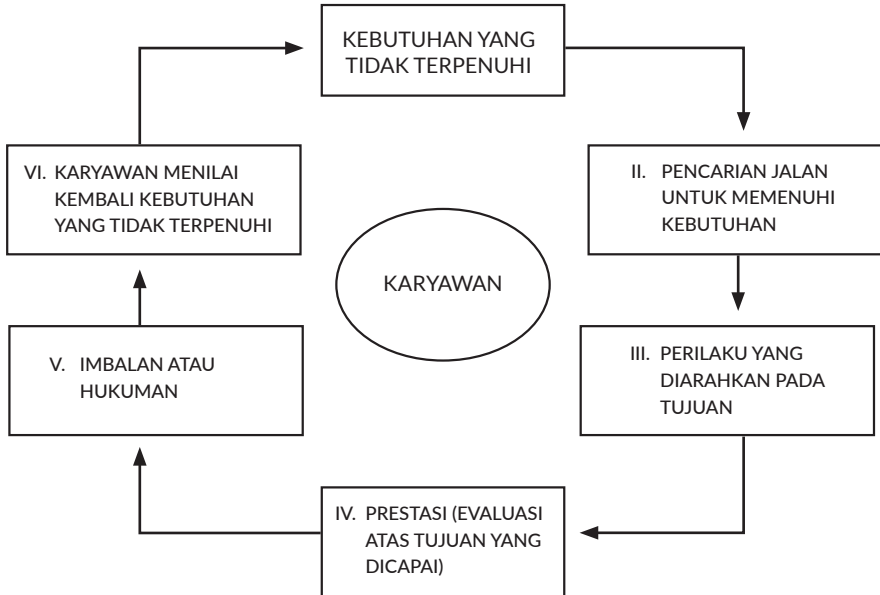 KEBUTUHAN YANG
TIDAK TERPENUHI
II. PENCARIAN JALAN
UNTUK MEMENUHI
KEBUTUHAN
III. PERILAKU YANG
DIARAHKAN PADA
TUJUAN
IV. PRESTASI (EVALUASI
ATAS TUJUAN YANG
DICAPAI)
V. IMBALAN ATAU
HUKUMAN
VI. KARYAWAN MENILAI
KEMBALI KEBUTUHAN
YANG TIDAK TERPENUHI
KARYAWAN